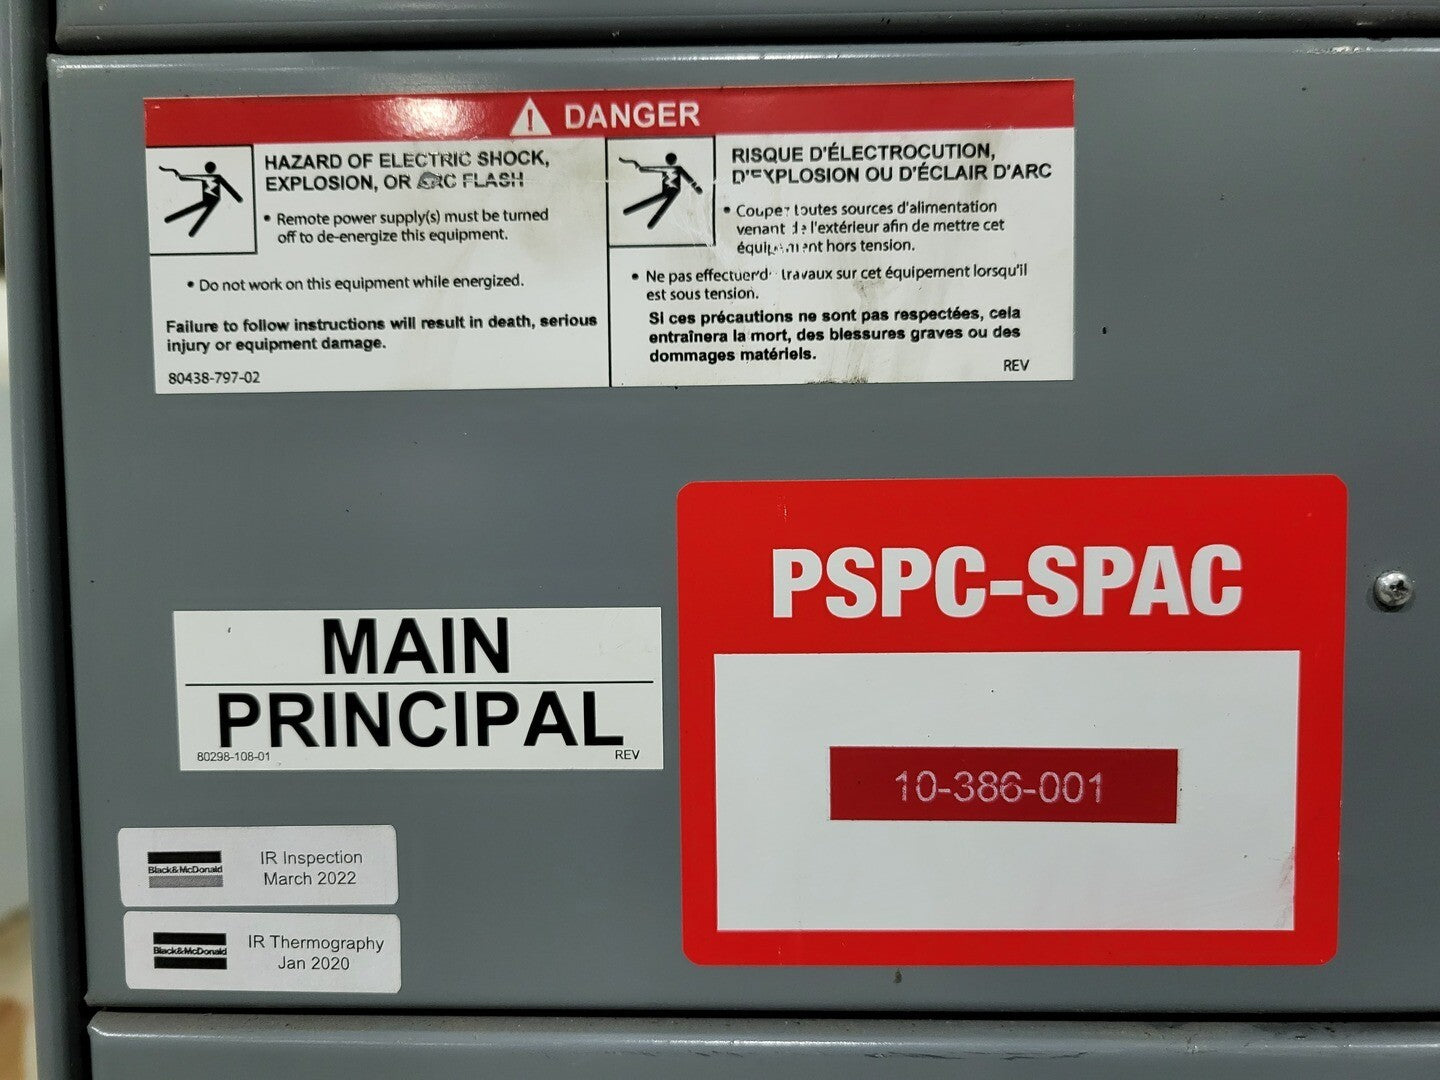 DANGER
HAZARD OF ELECTRIC SHOCK,
EXPLOSION, OR ARC FLASH
• Remote power supply(s) must be turned
off to de-energize this equipment.
• Do not work on this equipment while energized.
Failure to follow instructions will result in death, serious
injury or equipment damage.
80438-797-02
RISQUE D'ÉLECTROCUTION,
D'EXPLOSION OU D'ÉCLAIR D'ARC
• Couper toutes sources d'alimentation
venant de l'extérieur afin de mettre cet
équipement hors tension.
• Ne pas effectuer de travaux sur cet équipement lorsqu'il
est sous tension.
Si ces précautions ne sont pas respectées, cela
entraînera la mort, des blessures graves ou des
dommages matériels.
REV
MAIN
PRINCIPAL
80298-108-01
REV
PSPC-SPAC
10-386-001
Black&McDonald
IR Inspection
March 2022
Black&McDonald
IR Thermography
Jan 2020